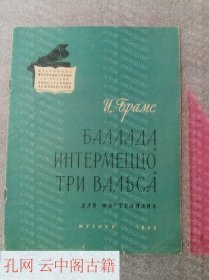 И. Брамс
БАЛЛАДА
ИНТЕРМЕЦЦО
ТРИ ВАЛЬСА
ДЛЯ ФОРТЕПИАНО
МУЗЫКА
孔网 云中阁古籍